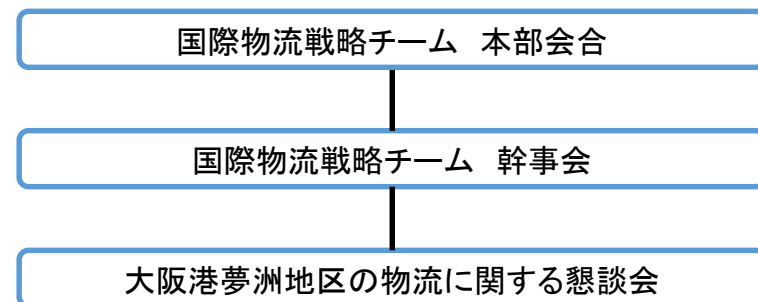 国際物流戦略チーム　本部会合
国際物流戦略チーム　幹事会
大阪港夢洲地区の物流に関する懇談会